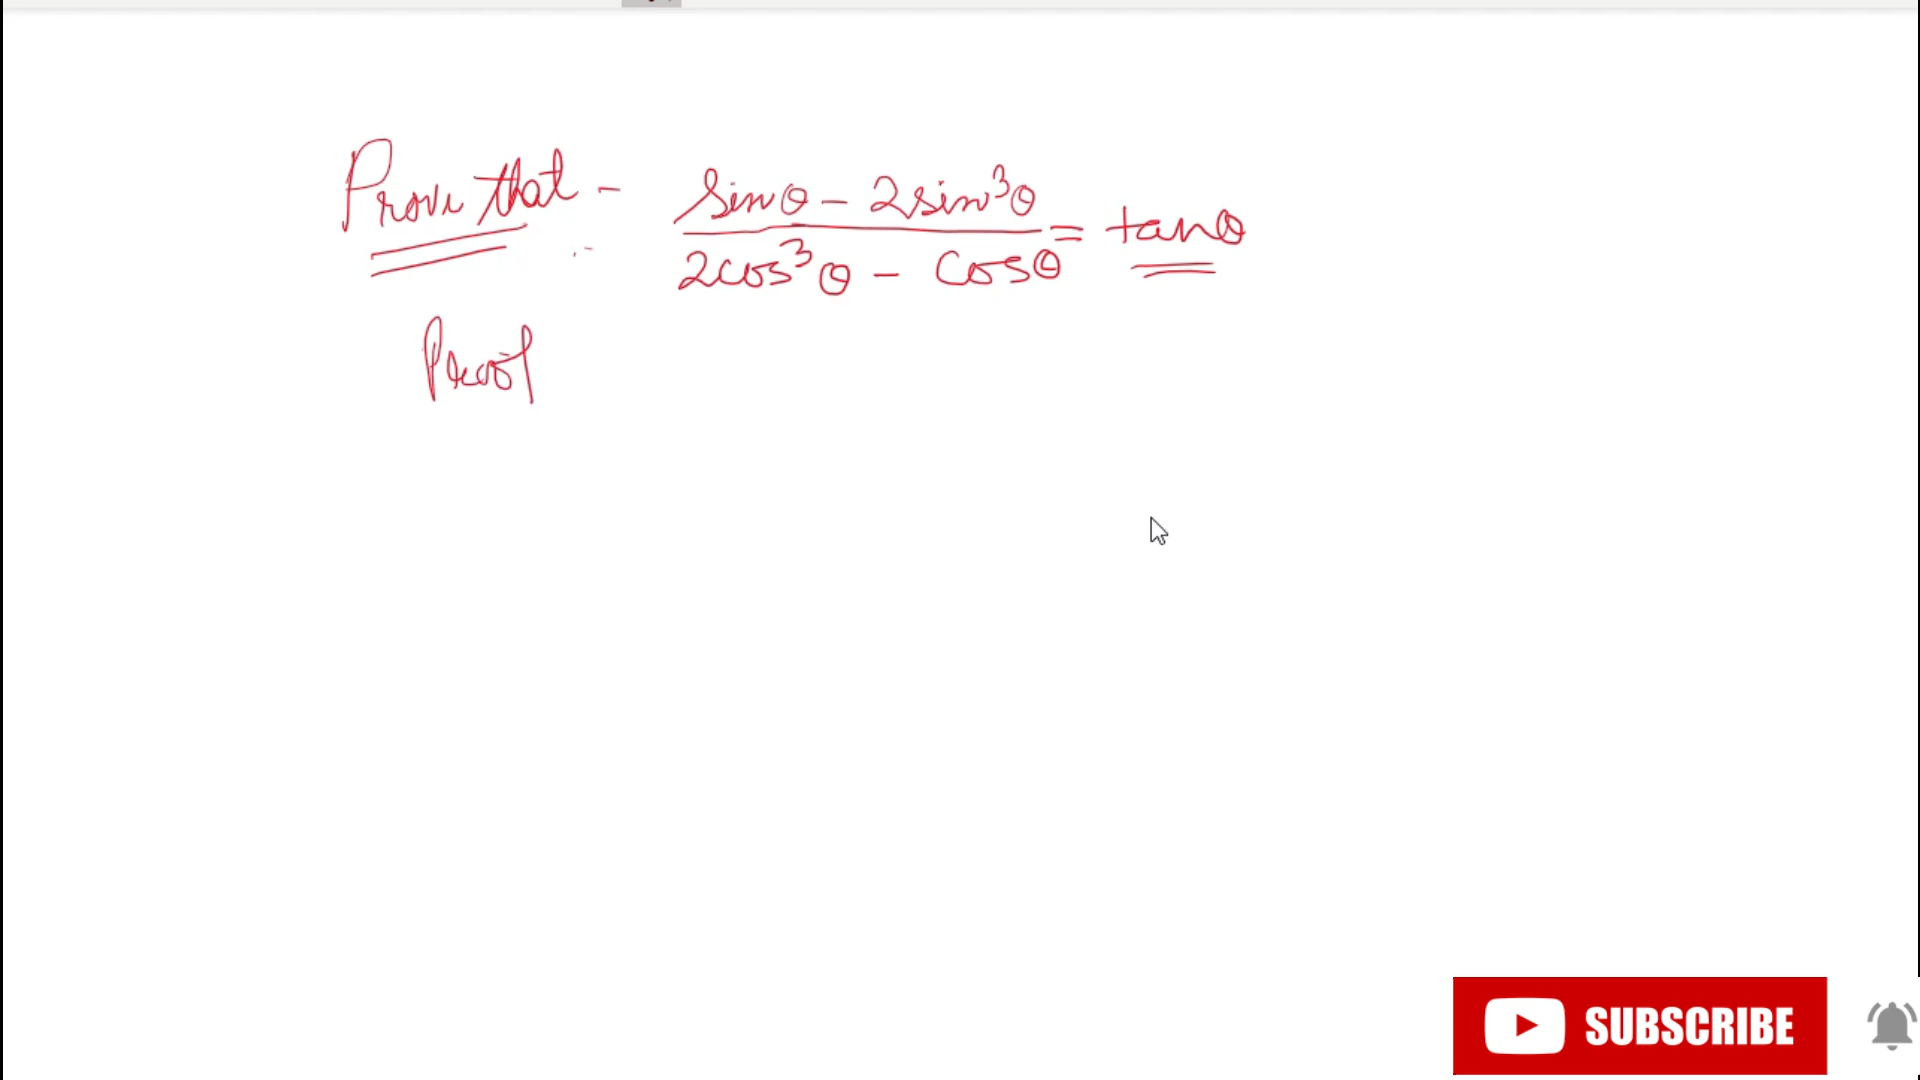 Prove that - sinθ - 2sin³θ
2cos³θ - cosθ = tanθ
Proof
SUBSCRIBE